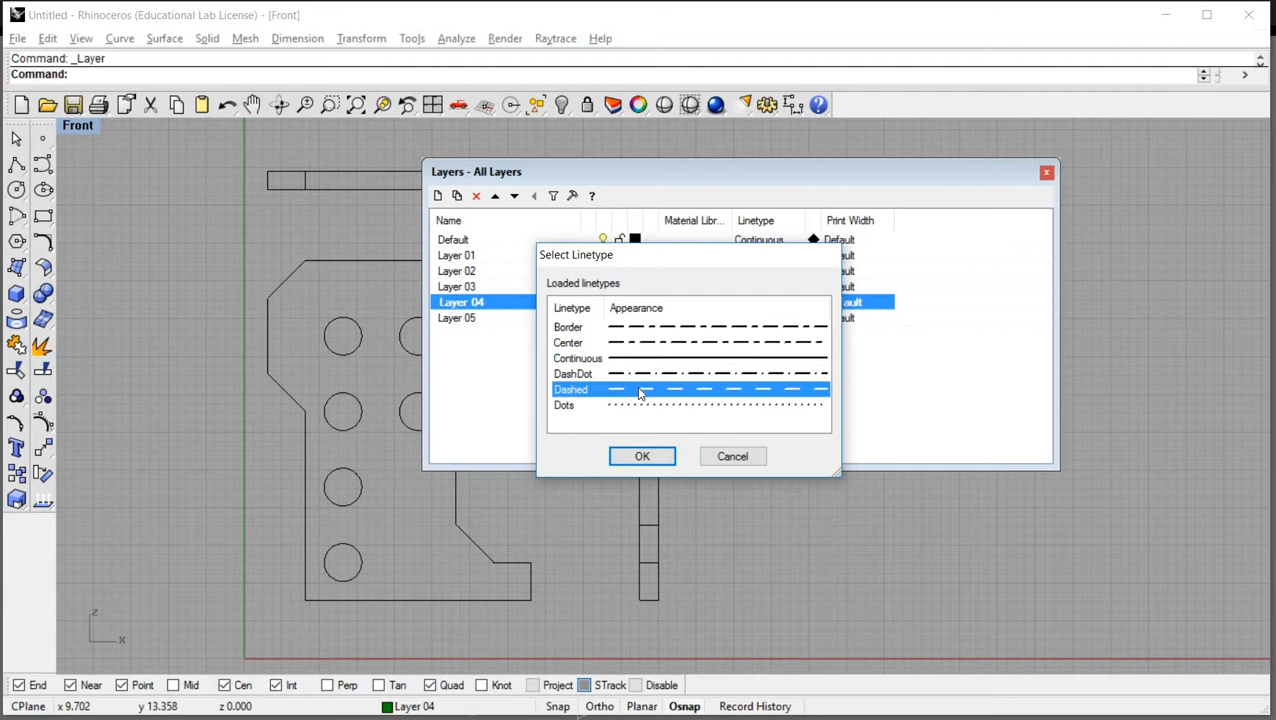 Untitled - Rhinoceros (Educational Lab License) - [Front]
File Edit View Curve Surface Solid Mesh Dimension Transform Tools Analyze Render Raytrace Help
Command: _Layer
Command:
Front
Layers - All Layers
Name Material Libr... Linetype Print Width
Default Continuous Default
Layer 01
Layer 02
Layer 03
Layer 04
Layer 05
Select Linetype
Loaded linetypes
Linetype Appearance
Border
Center
Continuous
DashDot
Dashed
Dots
OK Cancel
z
x
End Near Point Mid Cen Int Perp Tan Quad Knot Project STrack Disable
CPlane x 9.702 y 13.358 z 0.000 Layer 04 Snap Ortho Planar Osnap Record History